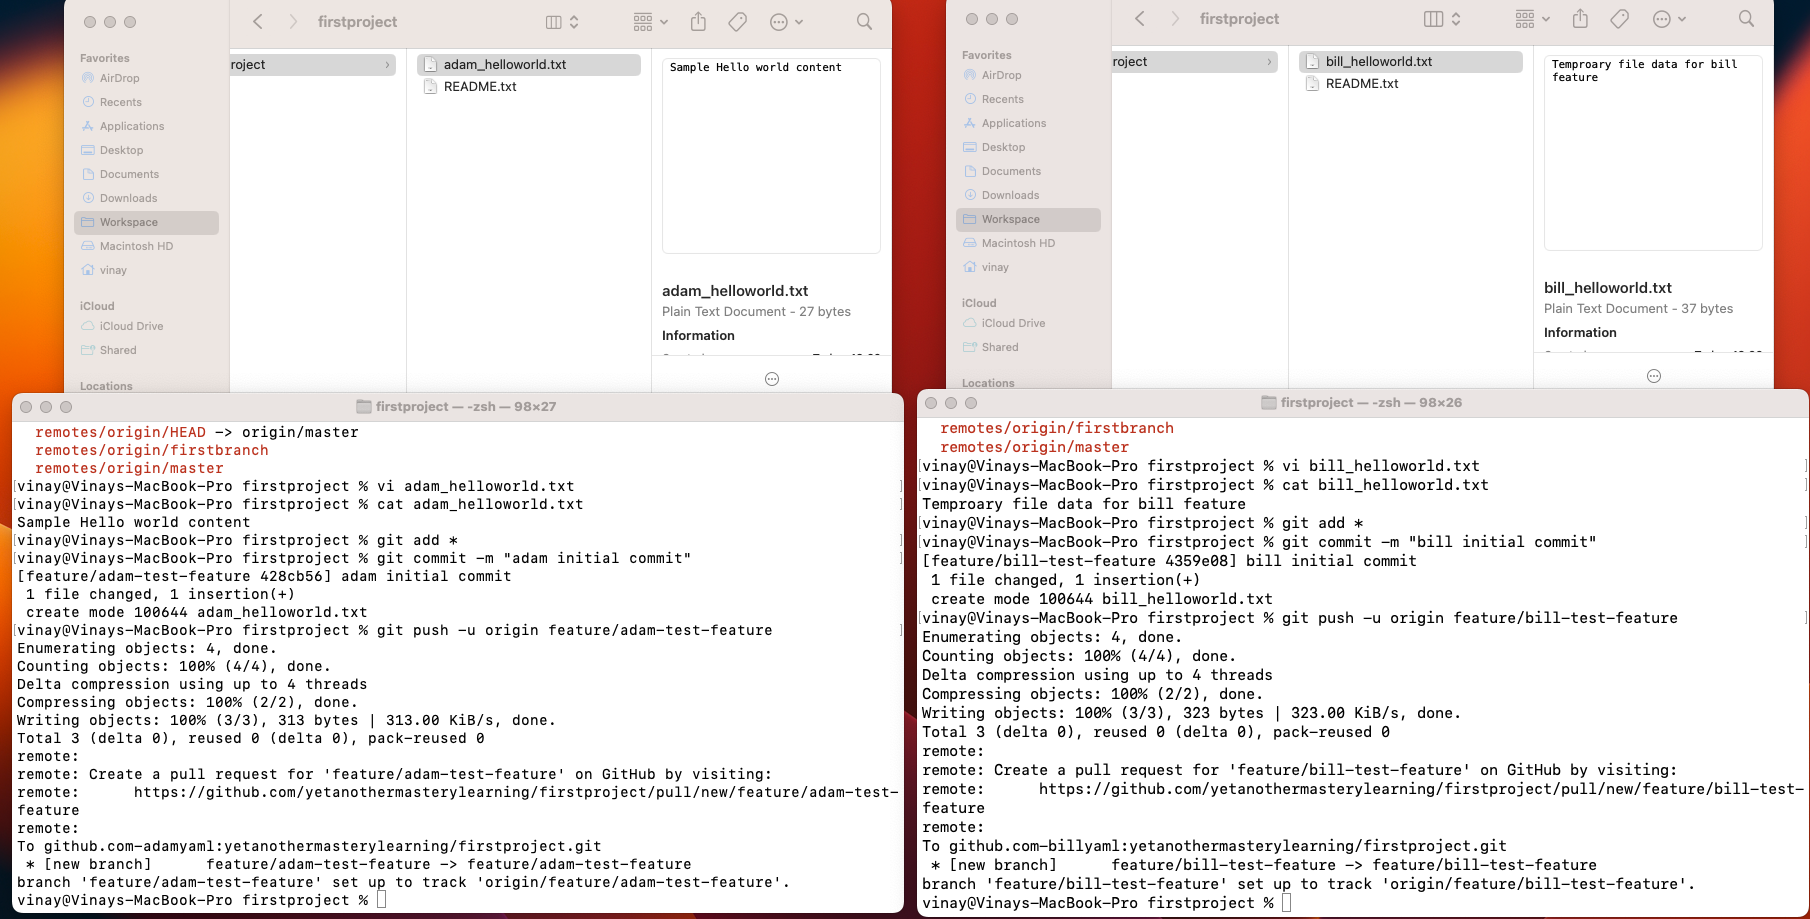 firstproject
Favorites
AirDrop
Recents
Applications
Desktop
Documents
Downloads
Workspace
Macintosh HD
vinay
iCloud
iCloud Drive
Shared
Locations
roject
adam_helloworld.txt
README.txt
Sample Hello world content
adam_helloworld.txt
Plain Text Document - 27 bytes
Information
firstproject
Favorites
AirDrop
Recents
Applications
Desktop
Documents
Downloads
Workspace
Macintosh HD
vinay
iCloud
iCloud Drive
Shared
Locations
roject
bill_helloworld.txt
README.txt
Temproary file data for bill
feature
bill_helloworld.txt
Plain Text Document - 37 bytes
Information
firstproject — -zsh — 98×27
remotes/origin/HEAD -> origin/master
remotes/origin/firstbranch
remotes/origin/master
[vinay@Vinays-MacBook-Pro firstproject % vi adam_helloworld.txt ]
[vinay@Vinays-MacBook-Pro firstproject % cat adam_helloworld.txt ]
Sample Hello world content
[vinay@Vinays-MacBook-Pro firstproject % git add * ]
[vinay@Vinays-MacBook-Pro firstproject % git commit -m "adam initial commit" ]
[feature/adam-test-feature 428cb56] adam initial commit
1 file changed, 1 insertion(+)
create mode 100644 adam_helloworld.txt
[vinay@Vinays-MacBook-Pro firstproject % git push -u origin feature/adam-test-feature ]
Enumerating objects: 4, done.
Counting objects: 100% (4/4), done.
Delta compression using up to 4 threads
Compressing objects: 100% (2/2), done.
Writing objects: 100% (3/3), 313 bytes | 313.00 KiB/s, done.
Total 3 (delta 0), reused 0 (delta 0), pack-reused 0
remote:
remote: Create a pull request for 'feature/adam-test-feature' on GitHub by visiting:
remote:      https://github.com/yetanothermasterylearning/firstproject/pull/new/feature/adam-test-
feature
remote:
To github.com-adamyaml:yetanothermasterylearning/firstproject.git
* [new branch]      feature/adam-test-feature -> feature/adam-test-feature
branch 'feature/adam-test-feature' set up to track 'origin/feature/adam-test-feature'.
vinay@Vinays-MacBook-Pro firstproject %
firstproject — -zsh — 98×26
remotes/origin/firstbranch
remotes/origin/master
[vinay@Vinays-MacBook-Pro firstproject % vi bill_helloworld.txt ]
[vinay@Vinays-MacBook-Pro firstproject % cat bill_helloworld.txt ]
Temproary file data for bill feature
[vinay@Vinays-MacBook-Pro firstproject % git add * ]
[vinay@Vinays-MacBook-Pro firstproject % git commit -m "bill initial commit" ]
[feature/bill-test-feature 4359e08] bill initial commit
1 file changed, 1 insertion(+)
create mode 100644 bill_helloworld.txt
[vinay@Vinays-MacBook-Pro firstproject % git push -u origin feature/bill-test-feature ]
Enumerating objects: 4, done.
Counting objects: 100% (4/4), done.
Delta compression using up to 4 threads
Compressing objects: 100% (2/2), done.
Writing objects: 100% (3/3), 323 bytes | 323.00 KiB/s, done.
Total 3 (delta 0), reused 0 (delta 0), pack-reused 0
remote:
remote: Create a pull request for 'feature/bill-test-feature' on GitHub by visiting:
remote:      https://github.com/yetanothermasterylearning/firstproject/pull/new/feature/bill-test-
feature
remote:
To github.com-billyaml:yetanothermasterylearning/firstproject.git
* [new branch]      feature/bill-test-feature -> feature/bill-test-feature
branch 'feature/bill-test-feature' set up to track 'origin/feature/bill-test-feature'.
vinay@Vinays-MacBook-Pro firstproject %